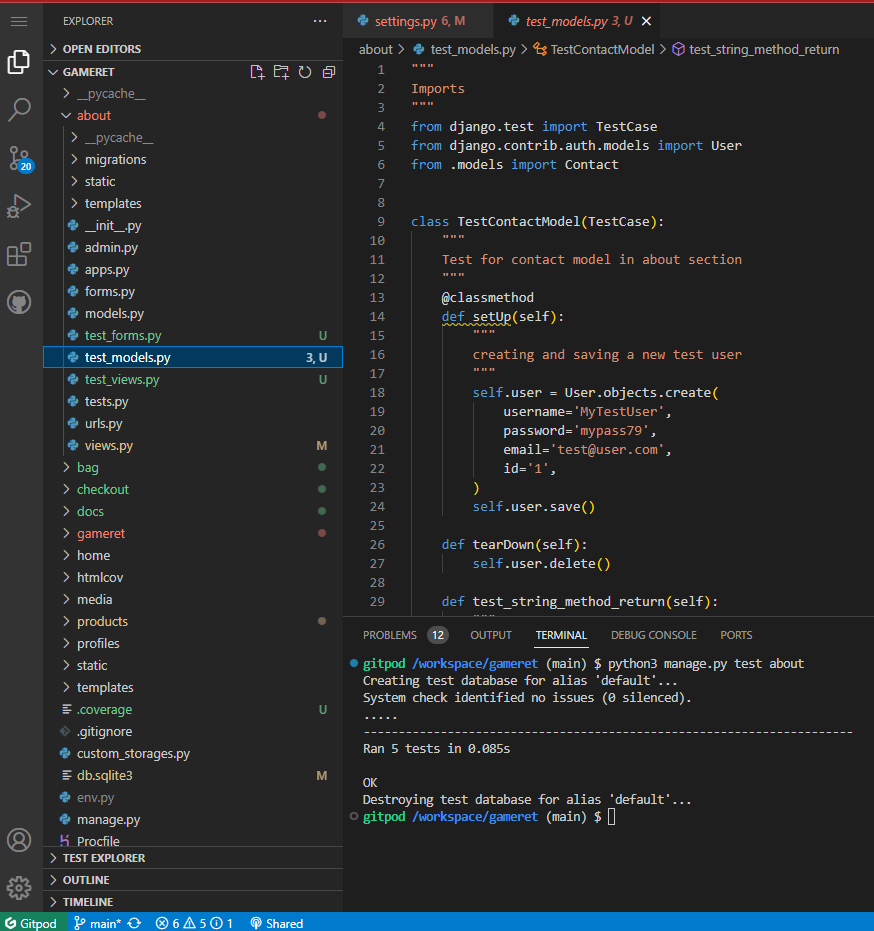 EXPLORER
OPEN EDITORS
GAMERET
__pycache__
about
__pycache__
migrations
static
templates
__init__.py
admin.py
apps.py
forms.py
models.py
test_forms.py U
test_models.py 3, U
test_views.py U
tests.py
urls.py
views.py M
bag
checkout
docs
gameret
home
htmlcov
media
products
profiles
static
templates
.coverage U
.gitignore
custom_storages.py
db.sqlite3 M
env.py
manage.py
Procfile
TEST EXPLORER
OUTLINE
TIMELINE
20
settings.py 6, M
test_models.py 3, U
about > test_models.py > TestContactModel > test_string_method_return
1 """
2 Imports
3 """
4 from django.test import TestCase
5 from django.contrib.auth.models import User
6 from .models import Contact
7
8
9 class TestContactModel(TestCase):
10 """
11 Test for contact model in about section
12 """
13 @classmethod
14 def setUp(self):
15 """
16 creating and saving a new test user
17 """
18 self.user = User.objects.create(
19 username='MyTestUser',
20 password='mypass79',
21 email='test@user.com',
22 id='1',
23 )
24 self.user.save()
25
26 def tearDown(self):
27 self.user.delete()
28
29 def test_string_method_return(self):
"""
PROBLEMS 12 OUTPUT TERMINAL DEBUG CONSOLE PORTS
gitpod /workspace/gameret (main) $ python3 manage.py test about
Creating test database for alias 'default'...
System check identified no issues (0 silenced).
.....
----------------------------------------------------------------------
Ran 5 tests in 0.085s
OK
Destroying test database for alias 'default'...
gitpod /workspace/gameret (main) $
Gitpod main* 6 5 1 Shared